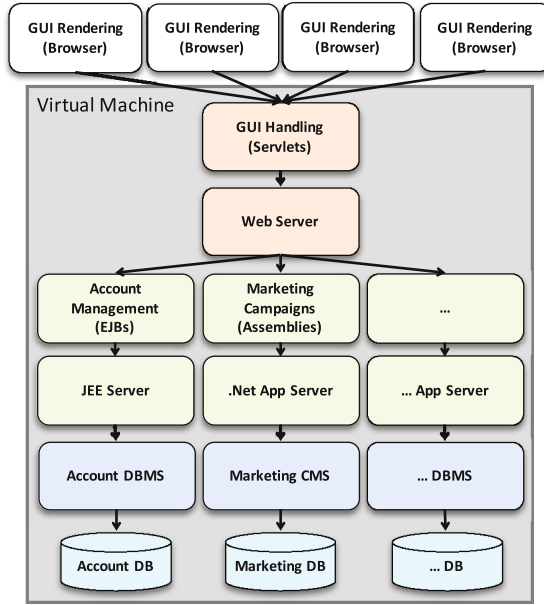 GUI Rendering
(Browser)
GUI Rendering
(Browser)
GUI Rendering
(Browser)
GUI Rendering
(Browser)
Virtual Machine
GUI Handling
(Servlets)
Web Server
Account
Management
(EJBs)
Marketing
Campaigns
(Assemblies)
...
JEE Server
.Net App Server
... App Server
Account DBMS
Marketing CMS
... DBMS
Account DB
Marketing DB
... DB